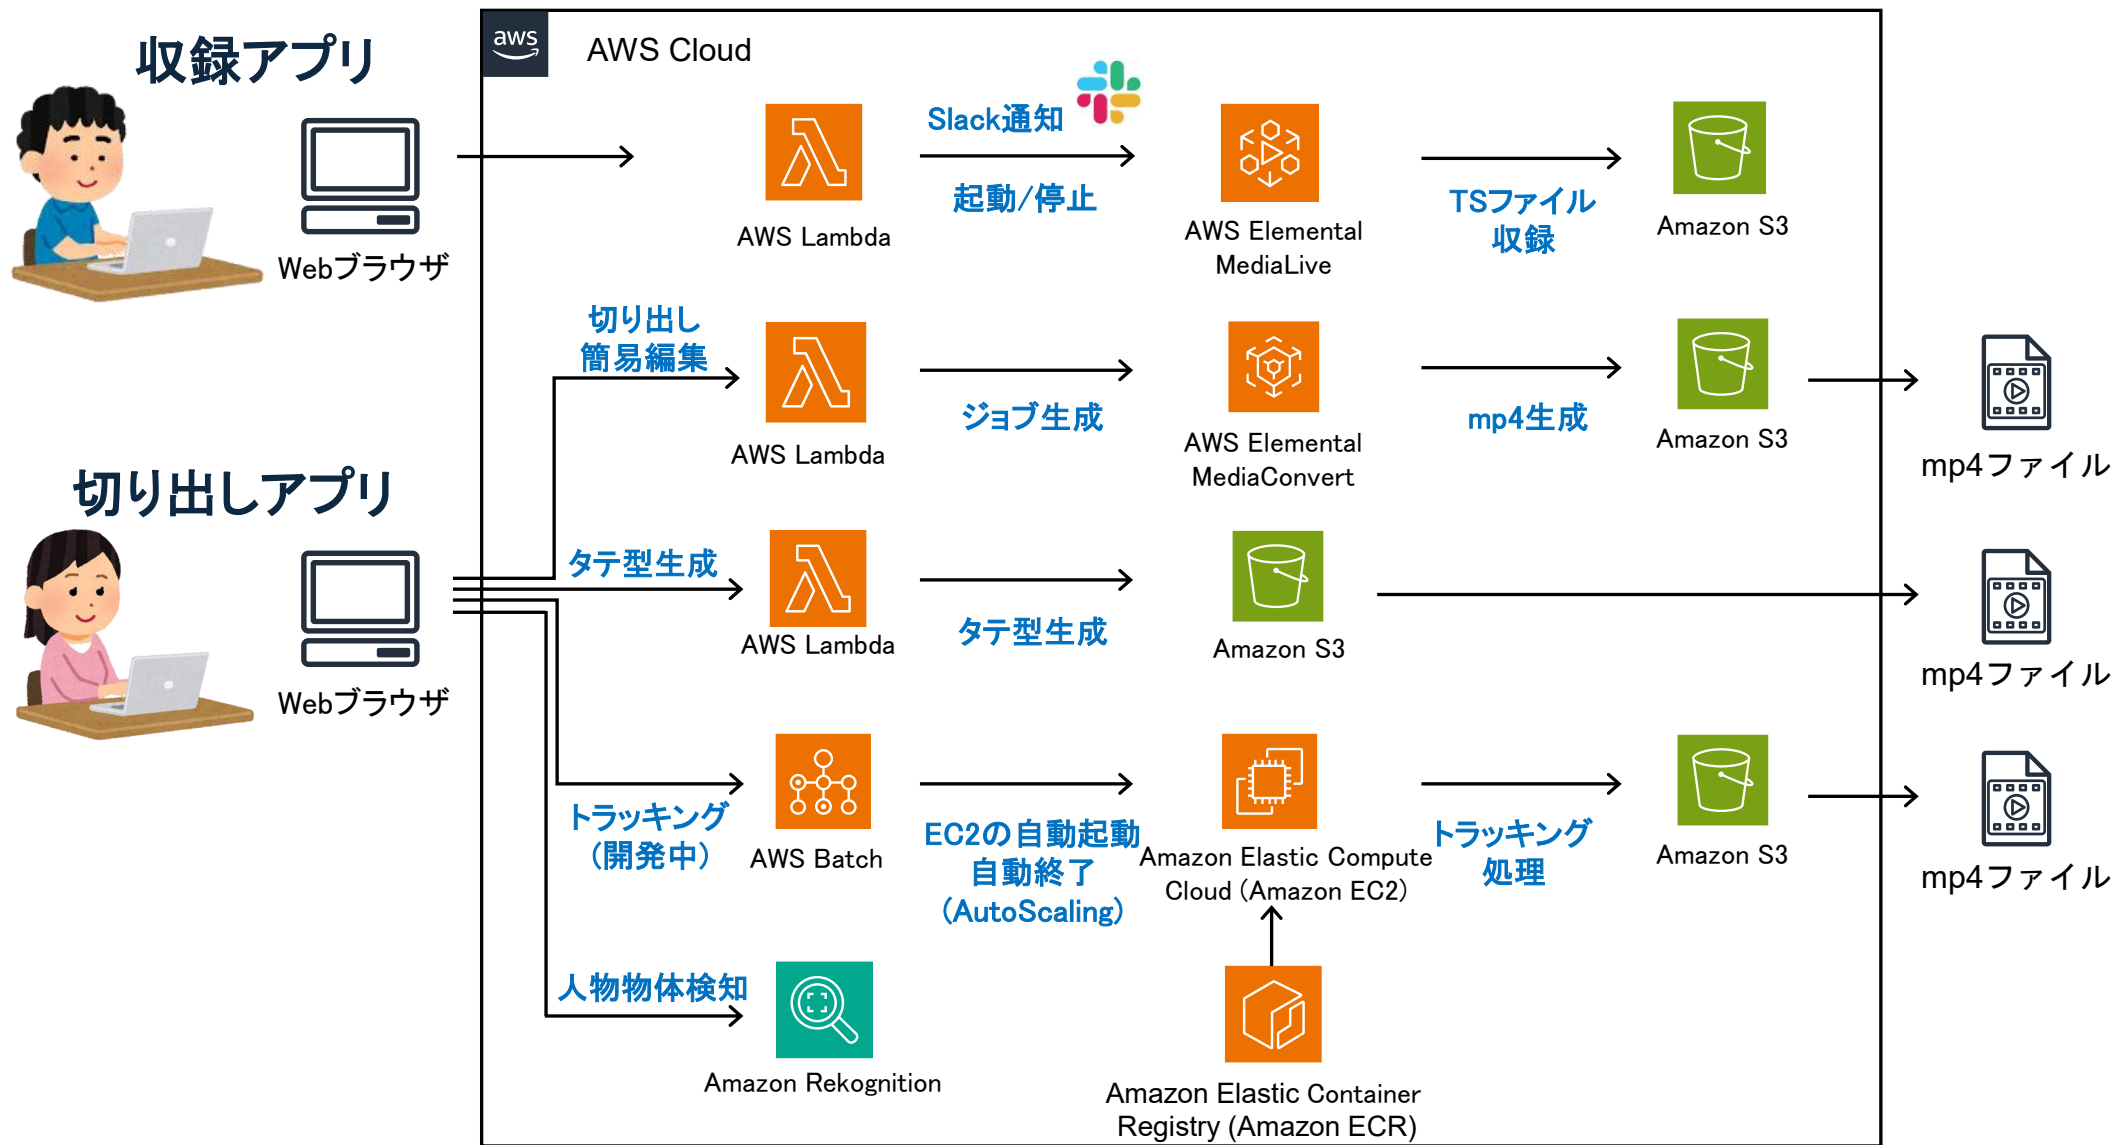 収録アプリ
Webブラウザ
切り出しアプリ
Webブラウザ
aws
AWS Cloud
AWS Lambda
Slack通知
起動/停止
AWS Elemental
MediaLive
TSファイル
収録
Amazon S3
切り出し
簡易編集
AWS Lambda
ジョブ生成
AWS Elemental
MediaConvert
mp4生成
Amazon S3
mp4ファイル
タテ型生成
AWS Lambda
タテ型生成
Amazon S3
mp4ファイル
トラッキング
(開発中)
AWS Batch
EC2の自動起動
自動終了
(AutoScaling)
Amazon Elastic Compute
Cloud (Amazon EC2)
トラッキング
処理
Amazon S3
mp4ファイル
人物物体検知
Amazon Rekognition
Amazon Elastic Container
Registry (Amazon ECR)